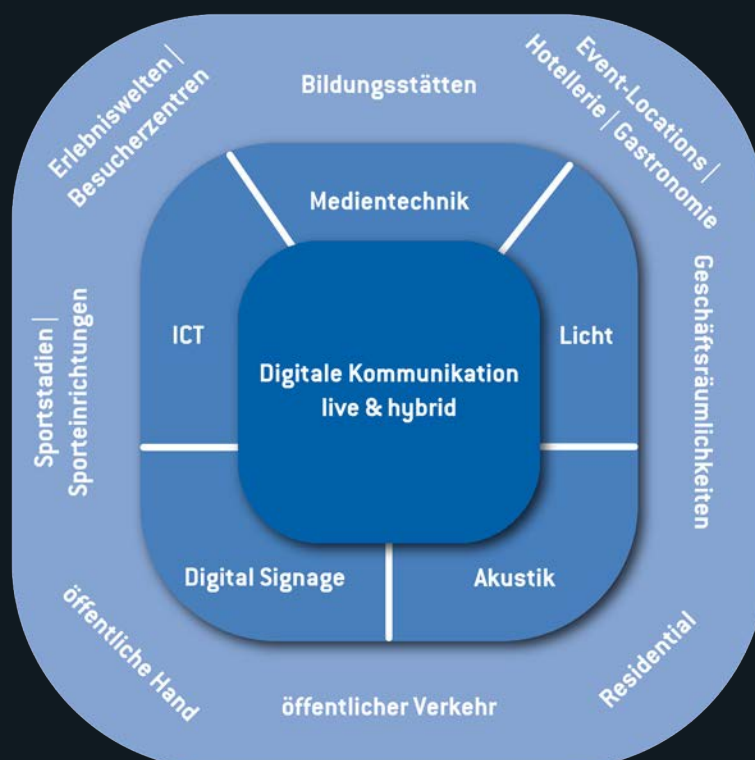 Erlebniswelten |
Besucherzentren
Bildungsstätten
Event-Locations |
Hotellerie | Gastronomie
Medientechnik
ICT
Licht
Digitale Kommunikation
live & hybrid
Sportstadien |
Sporteinrichtungen
Geschäftsräumlichkeiten
Digital Signage
Akustik
öffentliche Hand
öffentlicher Verkehr
Residential